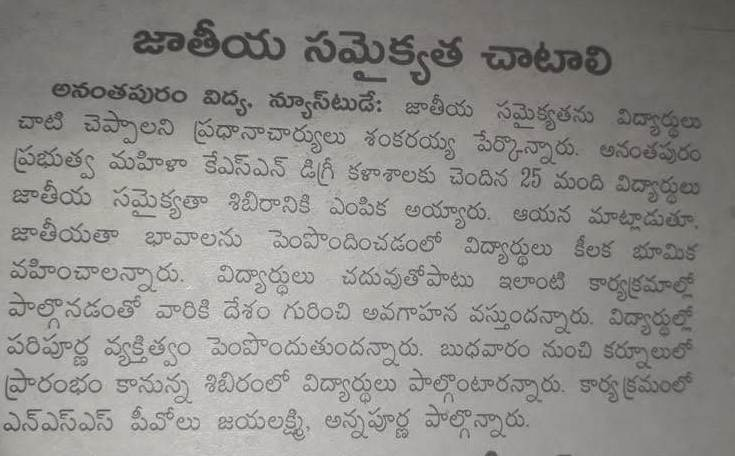 జాతీయ సమైక్యత చాటాలి
అనంతపురం విద్య, న్యూస్‌టుడే: జాతీయ సమైక్యతను విద్యార్థులు
చాటి చెప్పాలని ప్రధానాచార్యులు శంకరయ్య పేర్కొన్నారు. అనంతపురం
ప్రభుత్వ మహిళా కేఎస్ఎన్ డిగ్రీ కళాశాలకు చెందిన 25 మంది విద్యార్థులు
జాతీయ సమైక్యతా శిబిరానికి ఎంపిక అయ్యారు. ఆయన మాట్లాడుతూ,
జాతీయతా భావాలను పెంపొందించడంలో విద్యార్థులు కీలక భూమిక
వహించాలన్నారు. విద్యార్థులు చదువుతోపాటు ఇలాంటి కార్యక్రమాల్లో
పాల్గొనడంతో వారికి దేశం గురించి అవగాహన వస్తుందన్నారు. విద్యార్థుల్లో
పరిపూర్ణ వ్యక్తిత్వం పెంపొందుతుందన్నారు. బుధవారం నుంచి కర్నూలులో
ప్రారంభం కానున్న శిబిరంలో విద్యార్థులు పాల్గొంటారన్నారు. కార్యక్రమంలో
ఎన్ఎస్ఎస్ పీవోలు జయలక్ష్మి, అన్నపూర్ణ పాల్గొన్నారు.